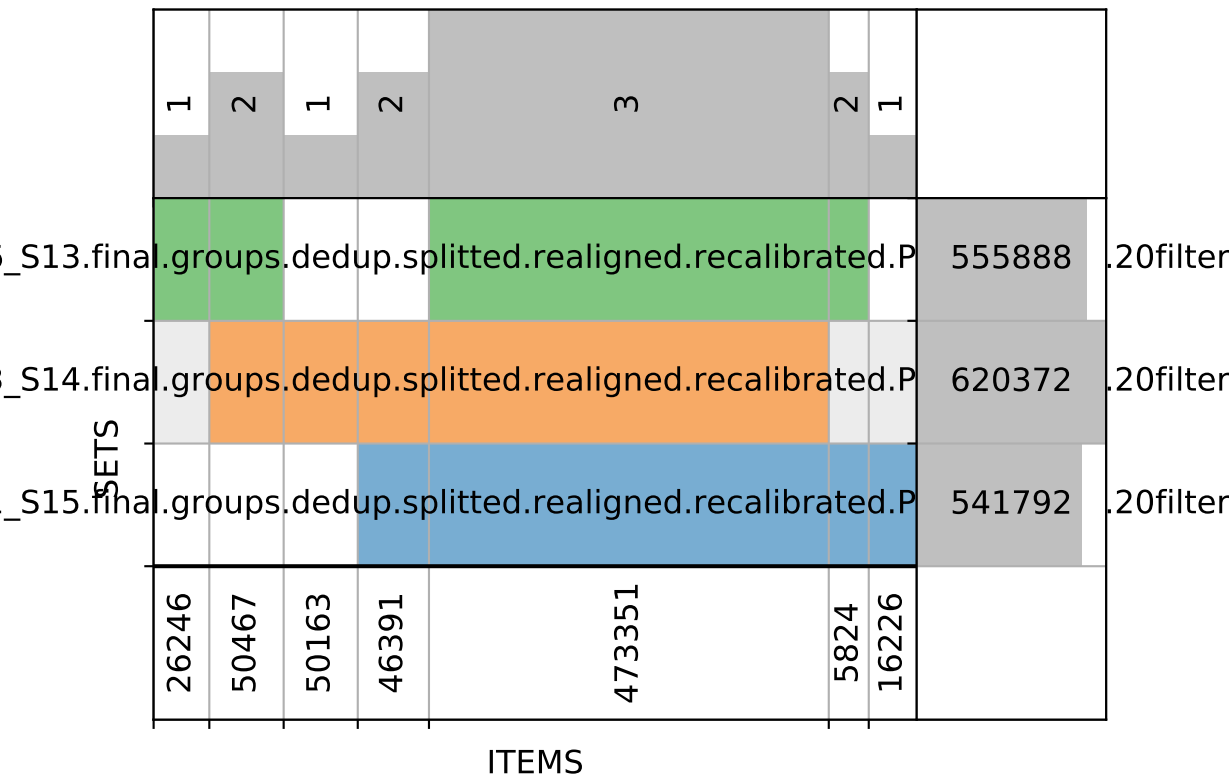 1 2 1 2 3 2 1
_S13.final.groups.dedup.splitted.realigned.recalibrated.P 555888 .20filter
_S14.final.groups.dedup.splitted.realigned.recalibrated.P 620372 .20filter
_S15.final.groups.dedup.splitted.realigned.recalibrated.P 541792 .20filter
SETS
26246 50467 50163 46391 473351 5824 16226
ITEMS